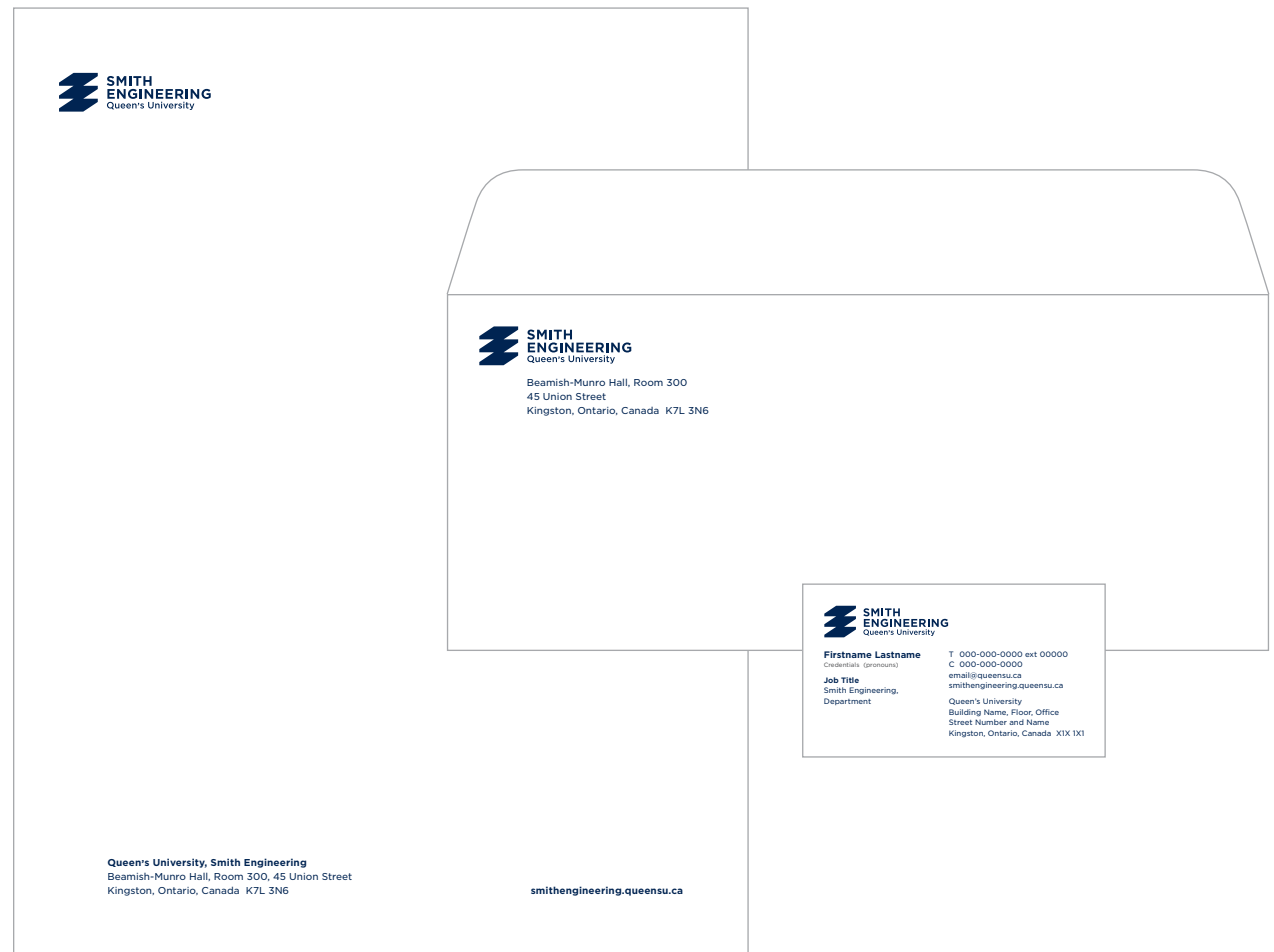 SMITH
ENGINEERING
Queen's University
SMITH
ENGINEERING
Queen's University
Beamish-Munro Hall, Room 300
45 Union Street
Kingston, Ontario, Canada  K7L 3N6
SMITH
ENGINEERING
Queen's University
Firstname Lastname
Credentials  (pronouns)
Job Title
Smith Engineering,
Department
T  000-000-0000 ext 00000
C  000-000-0000
email@queensu.ca
smithengineering.queensu.ca
Queen's University
Building Name, Floor, Office
Street Number and Name
Kingston, Ontario, Canada  X1X 1X1
Queen's University, Smith Engineering
Beamish-Munro Hall, Room 300, 45 Union Street
Kingston, Ontario, Canada  K7L 3N6
smithengineering.queensu.ca